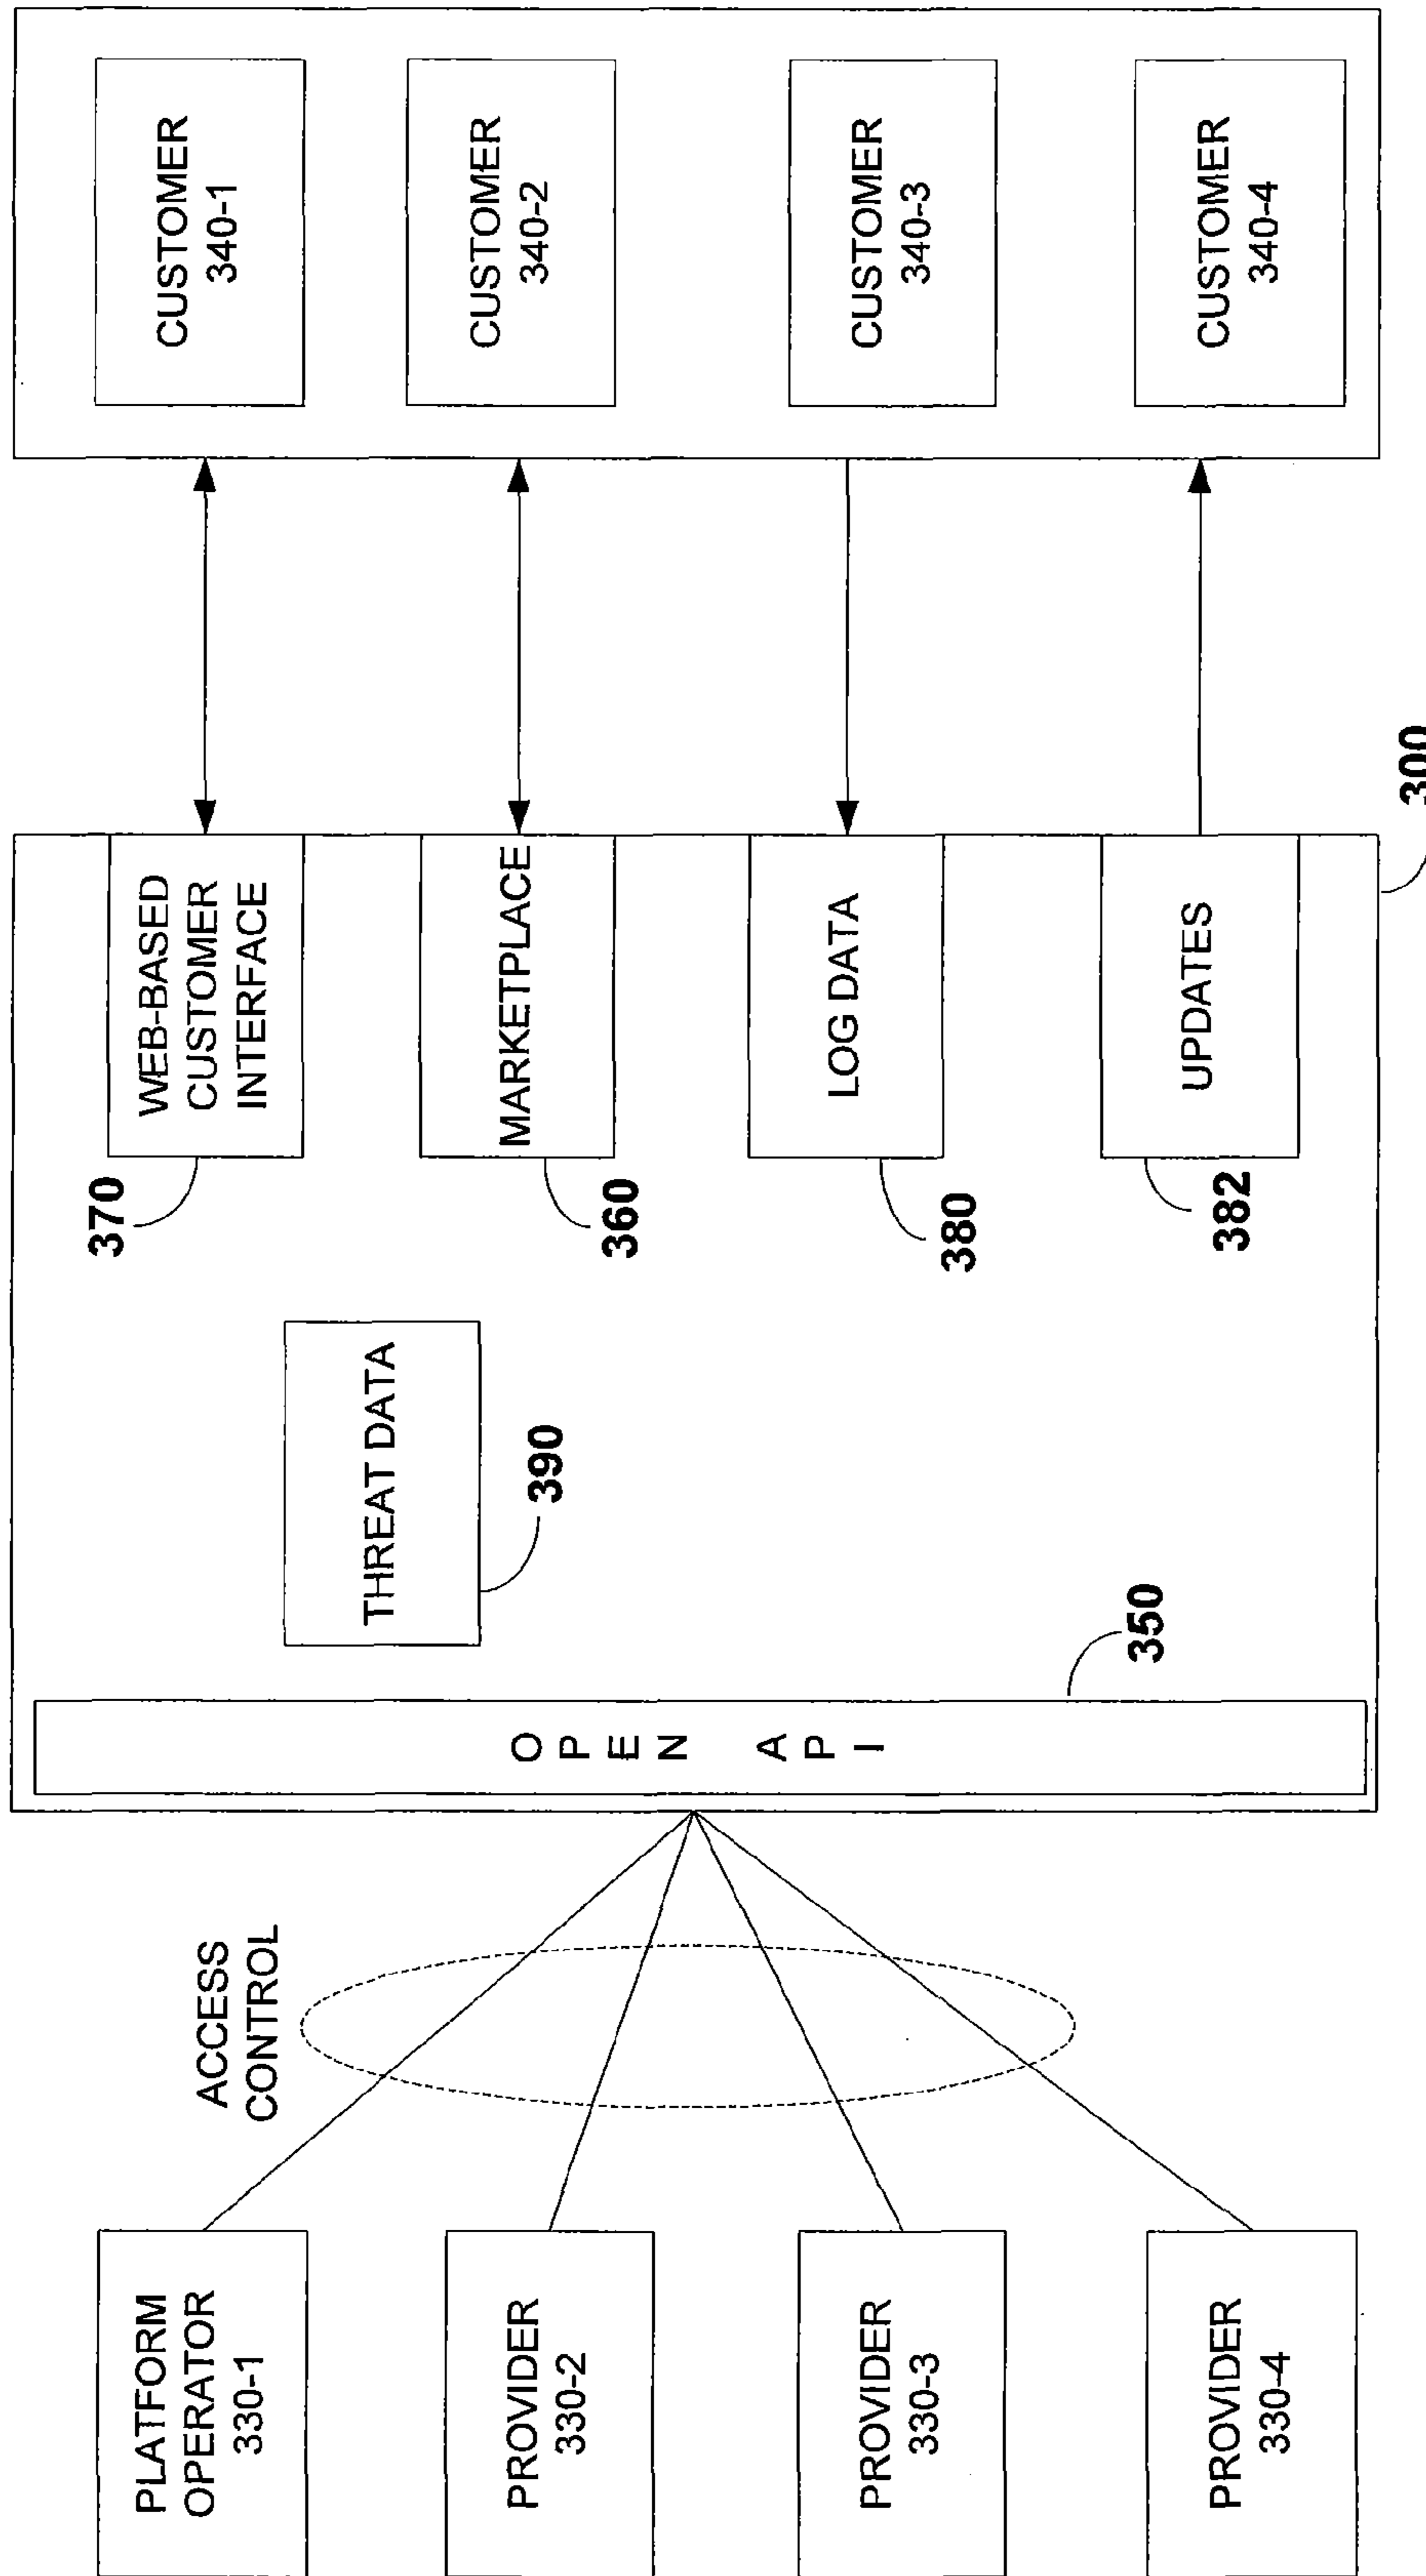 PLATFORM
OPERATOR
330-1
PROVIDER
330-2
PROVIDER
330-3
PROVIDER
330-4
ACCESS
CONTROL
OPEN API
350
THREAT DATA
390
WEB-BASED
CUSTOMER
INTERFACE
370
MARKETPLACE
360
LOG DATA
380
UPDATES
382
300
CUSTOMER
340-1
CUSTOMER
340-2
CUSTOMER
340-3
CUSTOMER
340-4